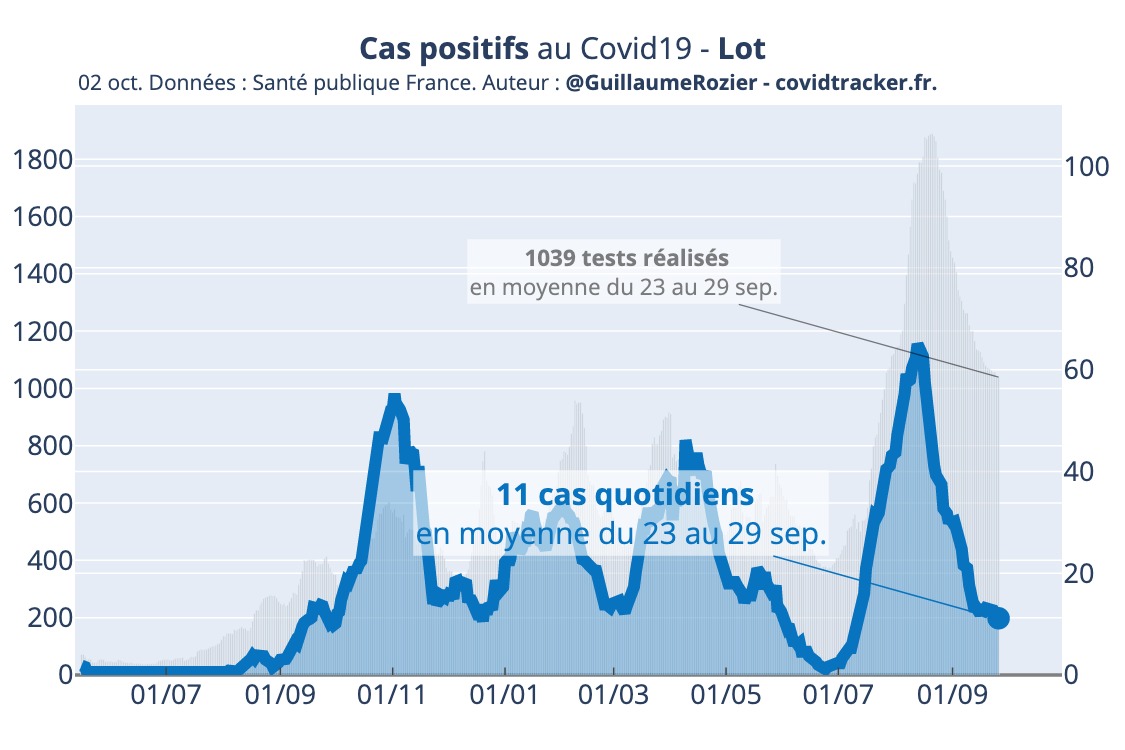 Cas positifs au Covid19 - Lot
02 oct. Données : Santé publique France. Auteur : @GuillaumeRozier - covidtracker.fr.
1800
100
1600
1039 tests réalisés
en moyenne du 23 au 29 sep.
1400
80
1200
1000
60
800
600
40
11 cas quotidiens
en moyenne du 23 au 29 sep.
400
20
200
0
0
01/07 01/09 01/11 01/01 01/03 01/05 01/07 01/09